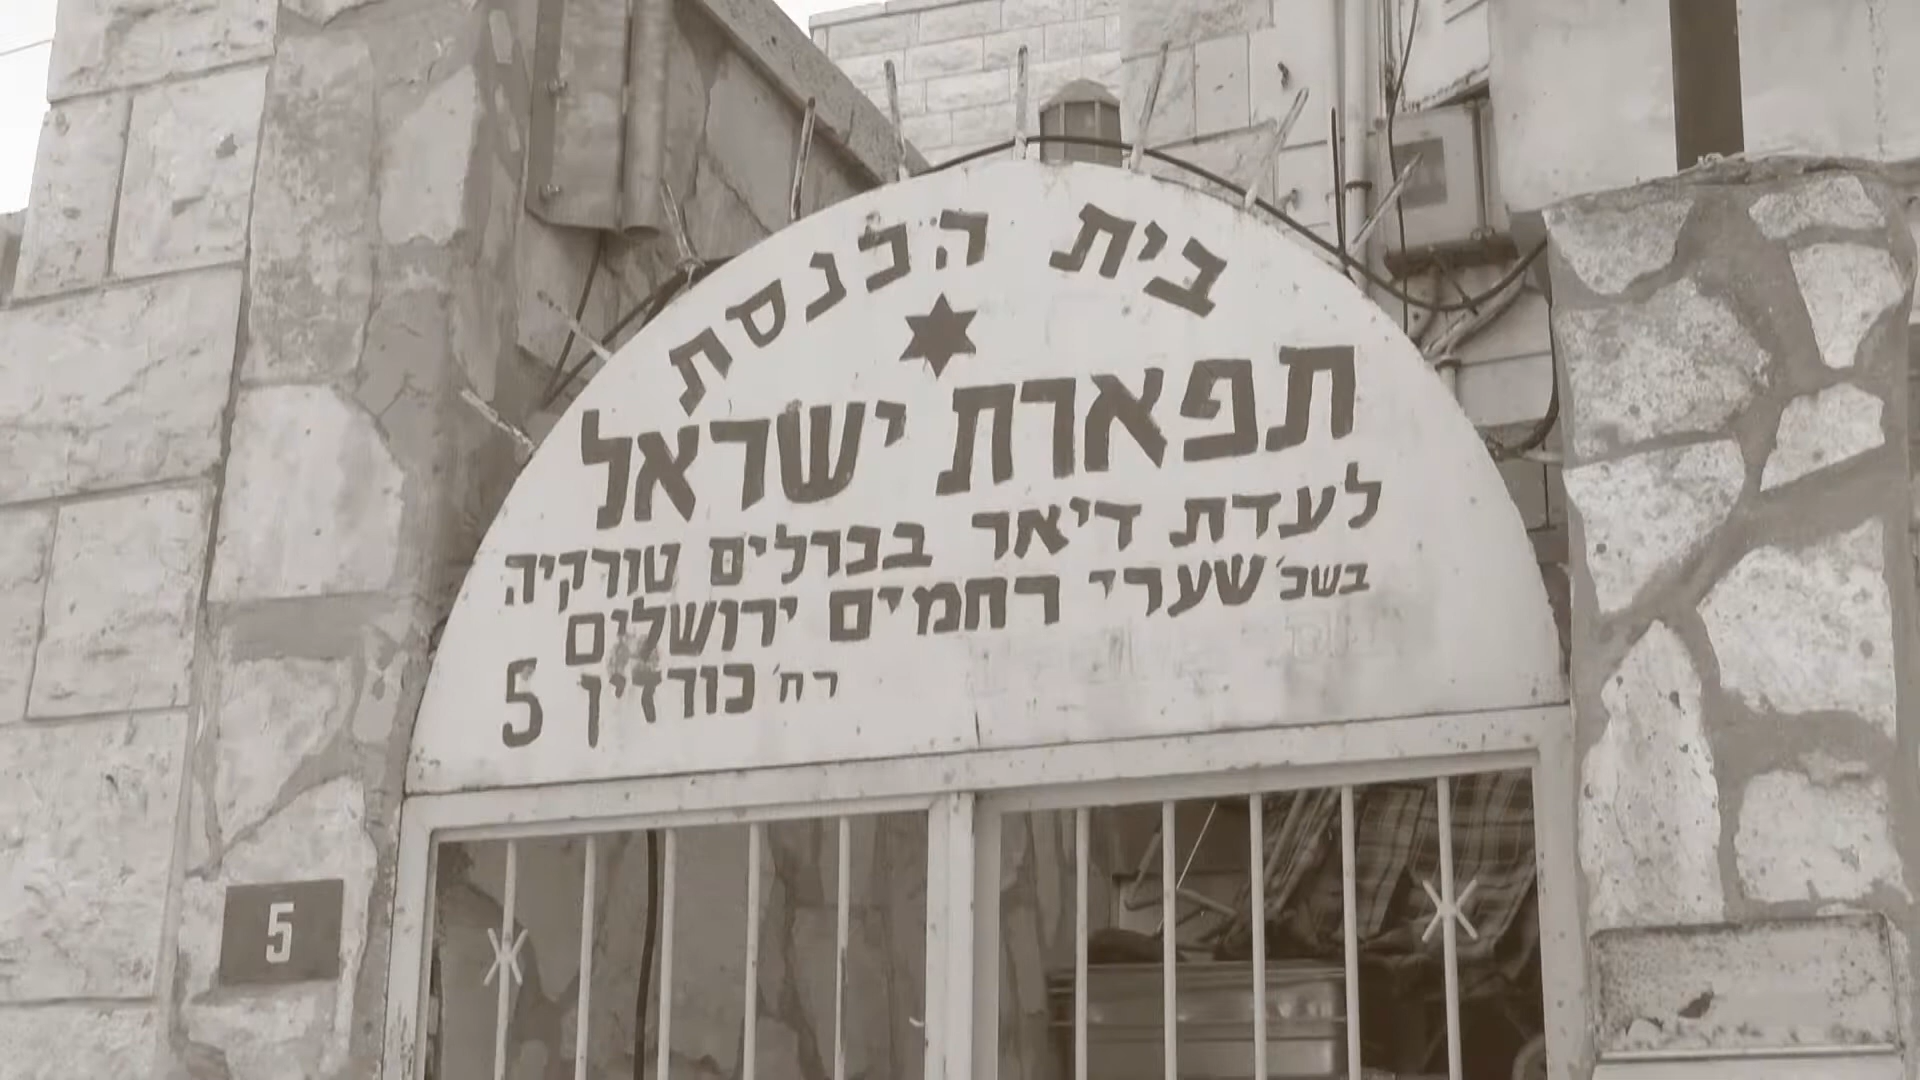 בית הכנסת
תפארת ישראל
לעדת דיאר בכרלים טורקיה
בשכ׳ שערי רחמים ירושלים
רח׳ כורזין 5
5